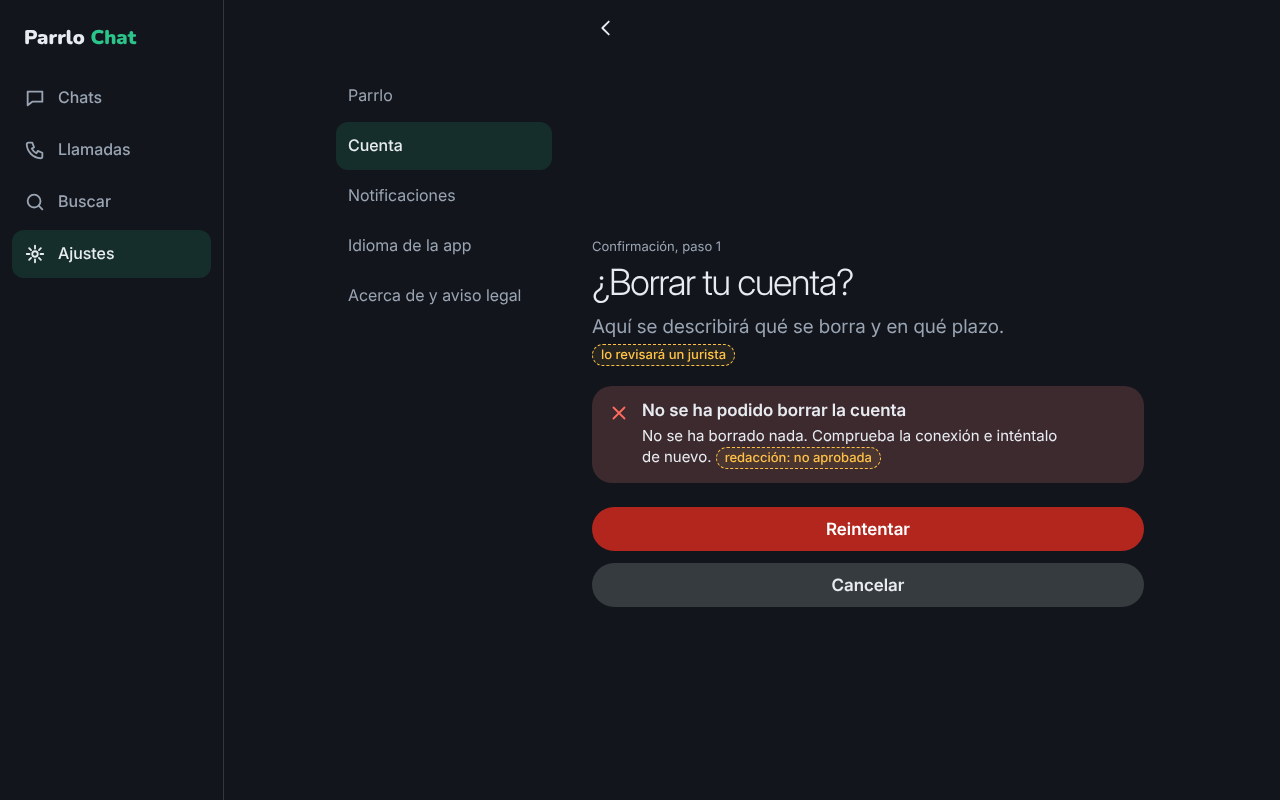 Parrlo Chat
Chats
Llamadas
Buscar
Ajustes
Parrlo
Cuenta
Notificaciones
Idioma de la app
Acerca de y aviso legal
Confirmación, paso 1
¿Borrar tu cuenta?
Aquí se describirá qué se borra y en qué plazo.
lo revisará un jurista
No se ha podido borrar la cuenta
No se ha borrado nada. Comprueba la conexión e inténtalo
de nuevo. redacción: no aprobada
Reintentar
Cancelar